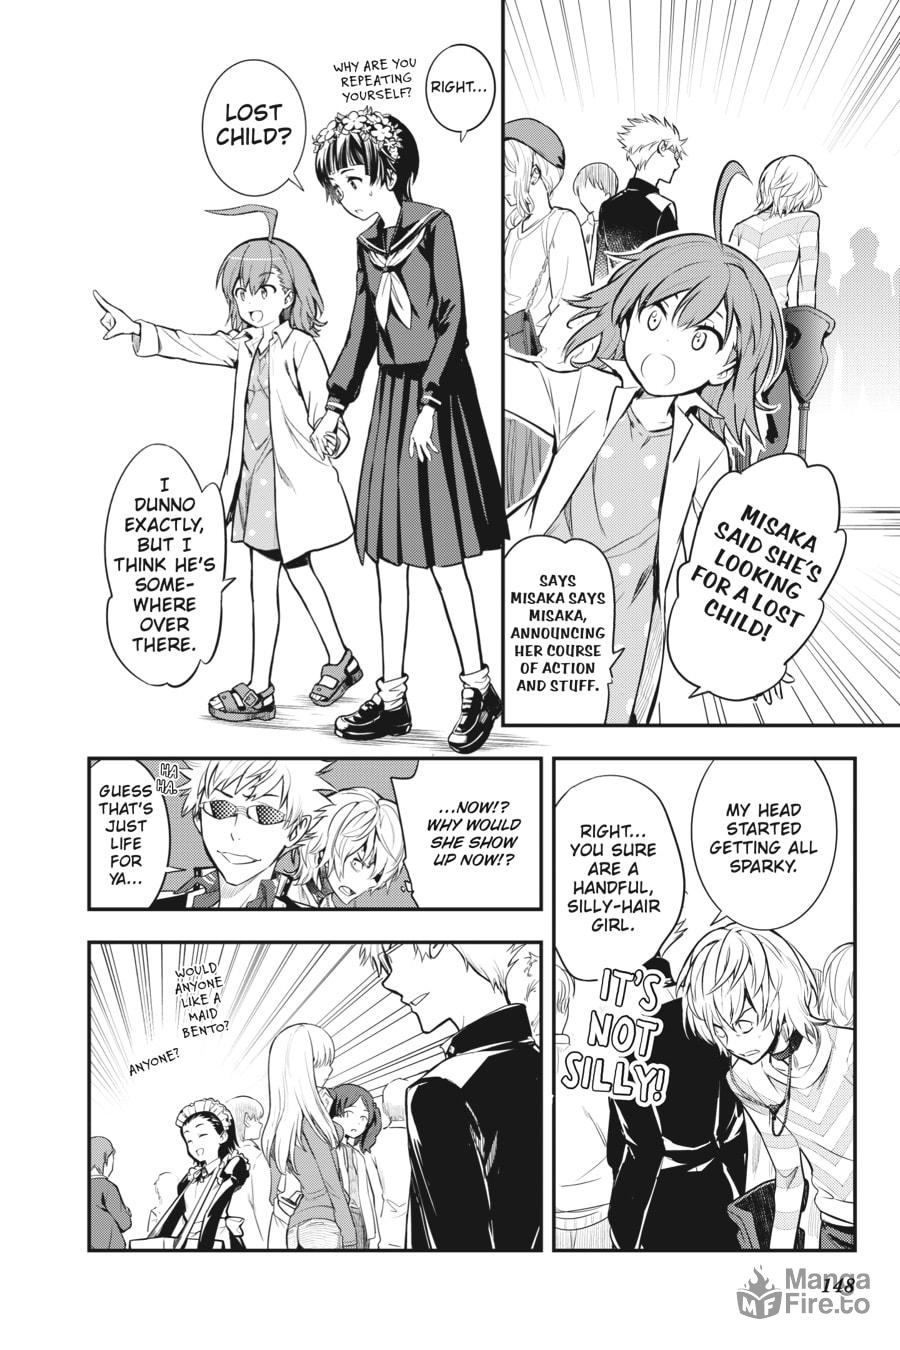 MISAKA
SAID SHE'S
LOOKING
FOR A LOST
CHILD!
SAYS
MISAKA SAYS
MISAKA,
ANNOUNCING
HER COURSE
OF ACTION
AND STUFF.
RIGHT...
WHY ARE YOU
REPEATING
YOURSELF?
LOST
CHILD?
I
DUNNO
EXACTLY,
BUT I
THINK HE'S
SOME-
WHERE
OVER
THERE.
MY HEAD
STARTED
GETTING ALL
SPARKY.
RIGHT...
YOU SURE
ARE A
HANDFUL,
SILLY-HAIR
GIRL.
IT'S
NOT
SILLY!
...NOW!?
WHY WOULD
SHE SHOW
UP NOW!?
HA
HA.
GUESS
THAT'S
JUST
LIFE
FOR
YA...
WOULD
ANYONE
LIKE A
MAID
BENTO?
ANYONE?
148
MF
Manga
Fire.to